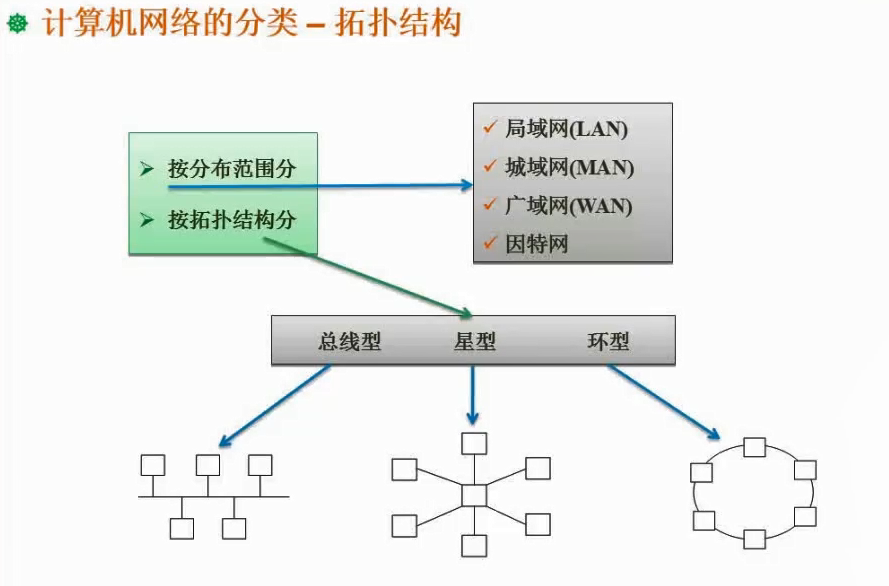 计算机网络的分类 – 拓扑结构
按分布范围分
按拓扑结构分
局域网(LAN)
城域网(MAN)
广域网(WAN)
因特网
总线型 星型 环型